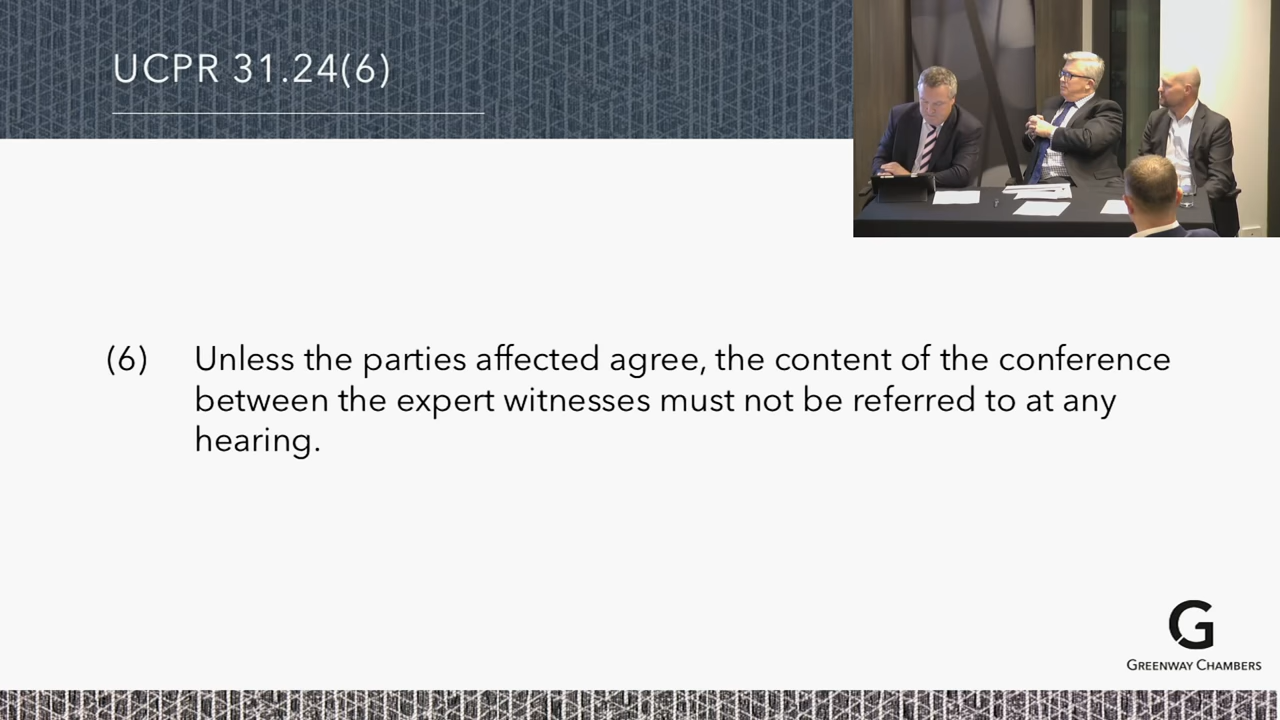 UCPR 31.24(6)
(6) Unless the parties affected agree, the content of the conference
between the expert witnesses must not be referred to at any
hearing.
G
GREENWAY CHAMBERS